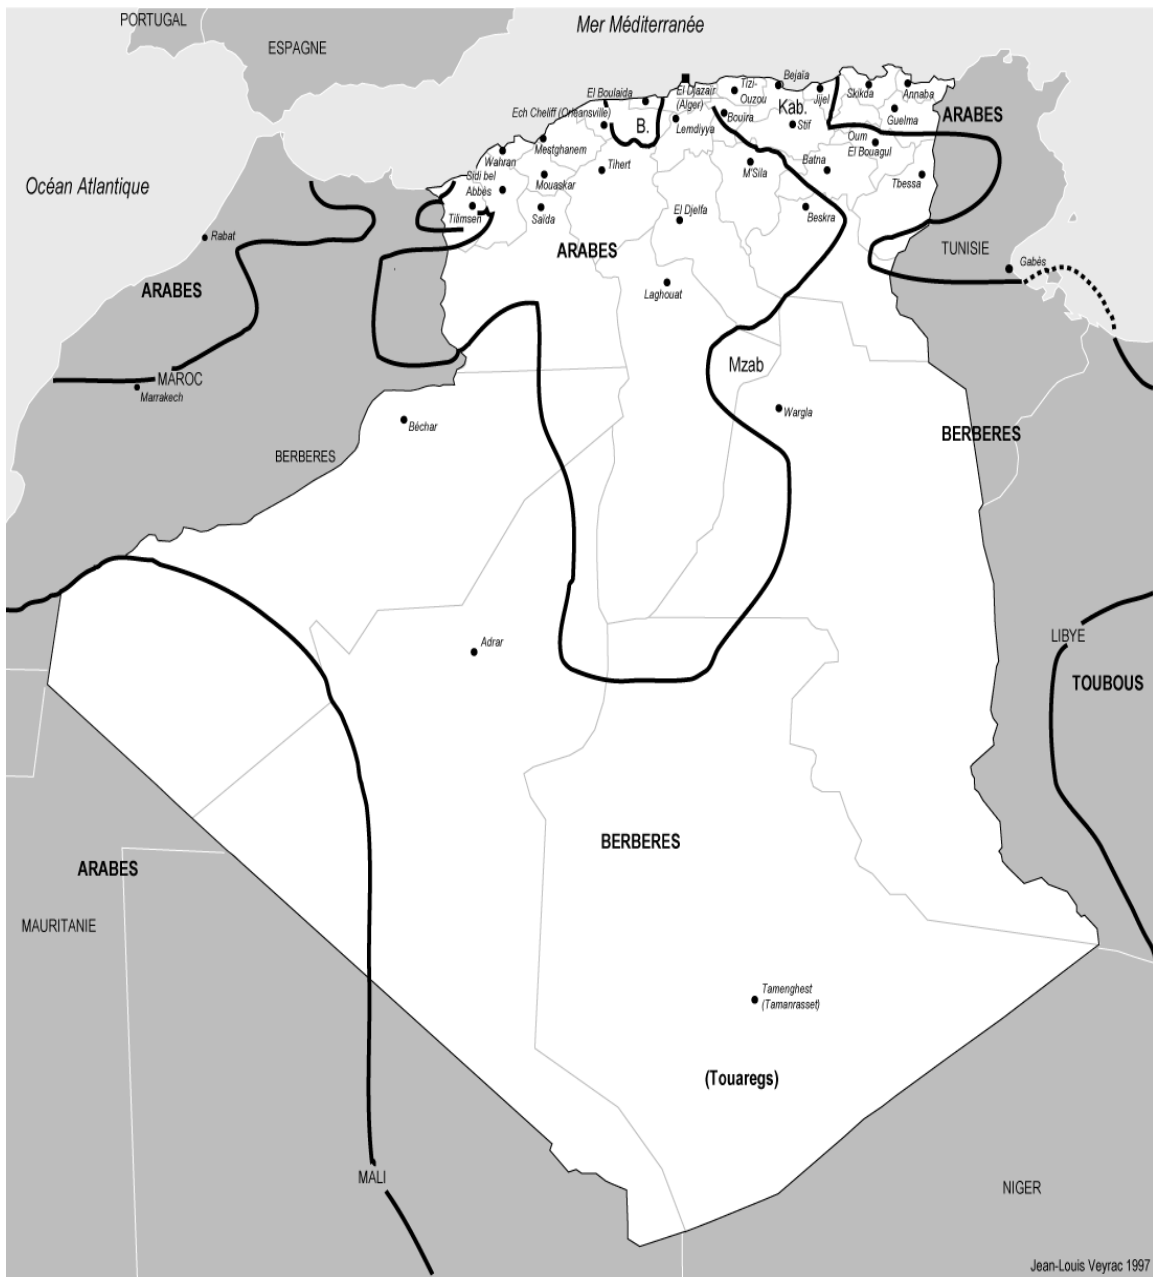 PORTUGAL
ESPAGNE
Mer Méditerranée
Océan Atlantique
El Boulaida
El Djazair
(Alger)
Tizi-
Ouzou
Bejaïa
Jijel
Skikda
Annaba
Ech Cheliff (Orleansville)
B.
Lemdiyya
Bouira
Kab.
Stif
Guelma
ARABES
Mestghanem
Oum
El Bouagul
Wahran
Sidi bel
Abbès
Mouaskar
Tihert
M'Sila
Batna
Tbessa
Tilimsen
Saïda
El Djelfa
Beskra
Rabat
ARABES
TUNISIE
Gabès
ARABES
Laghouat
MAROC
Marrakech
Mzab
Wargla
Béchar
BERBERES
BERBERES
Adrar
LIBYE
TOUBOUS
BERBERES
ARABES
MAURITANIE
Tamenghest
(Tamanrasset)
(Touaregs)
MALI
NIGER
Jean-Louis Veyrac 1997